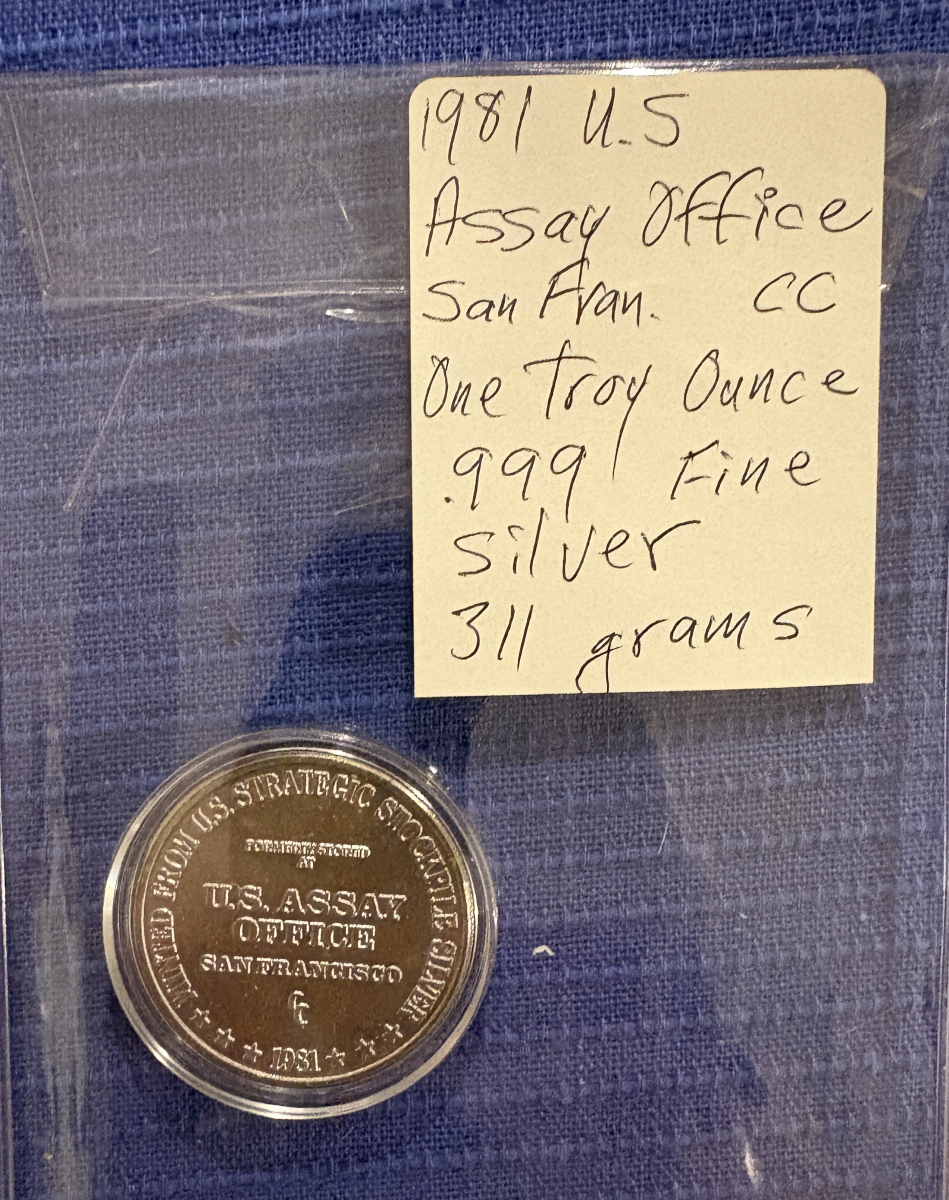 1981 U.S
Assay Office
San Fran. CC
One Troy Ounce
.999 Fine
silver
311 grams
MINTED FROM U.S. STRATEGIC STOCKPILE SILVER
FORMERLY STORED
AT
U.S. ASSAY
OFFICE
SAN FRANCISCO
CC
1981